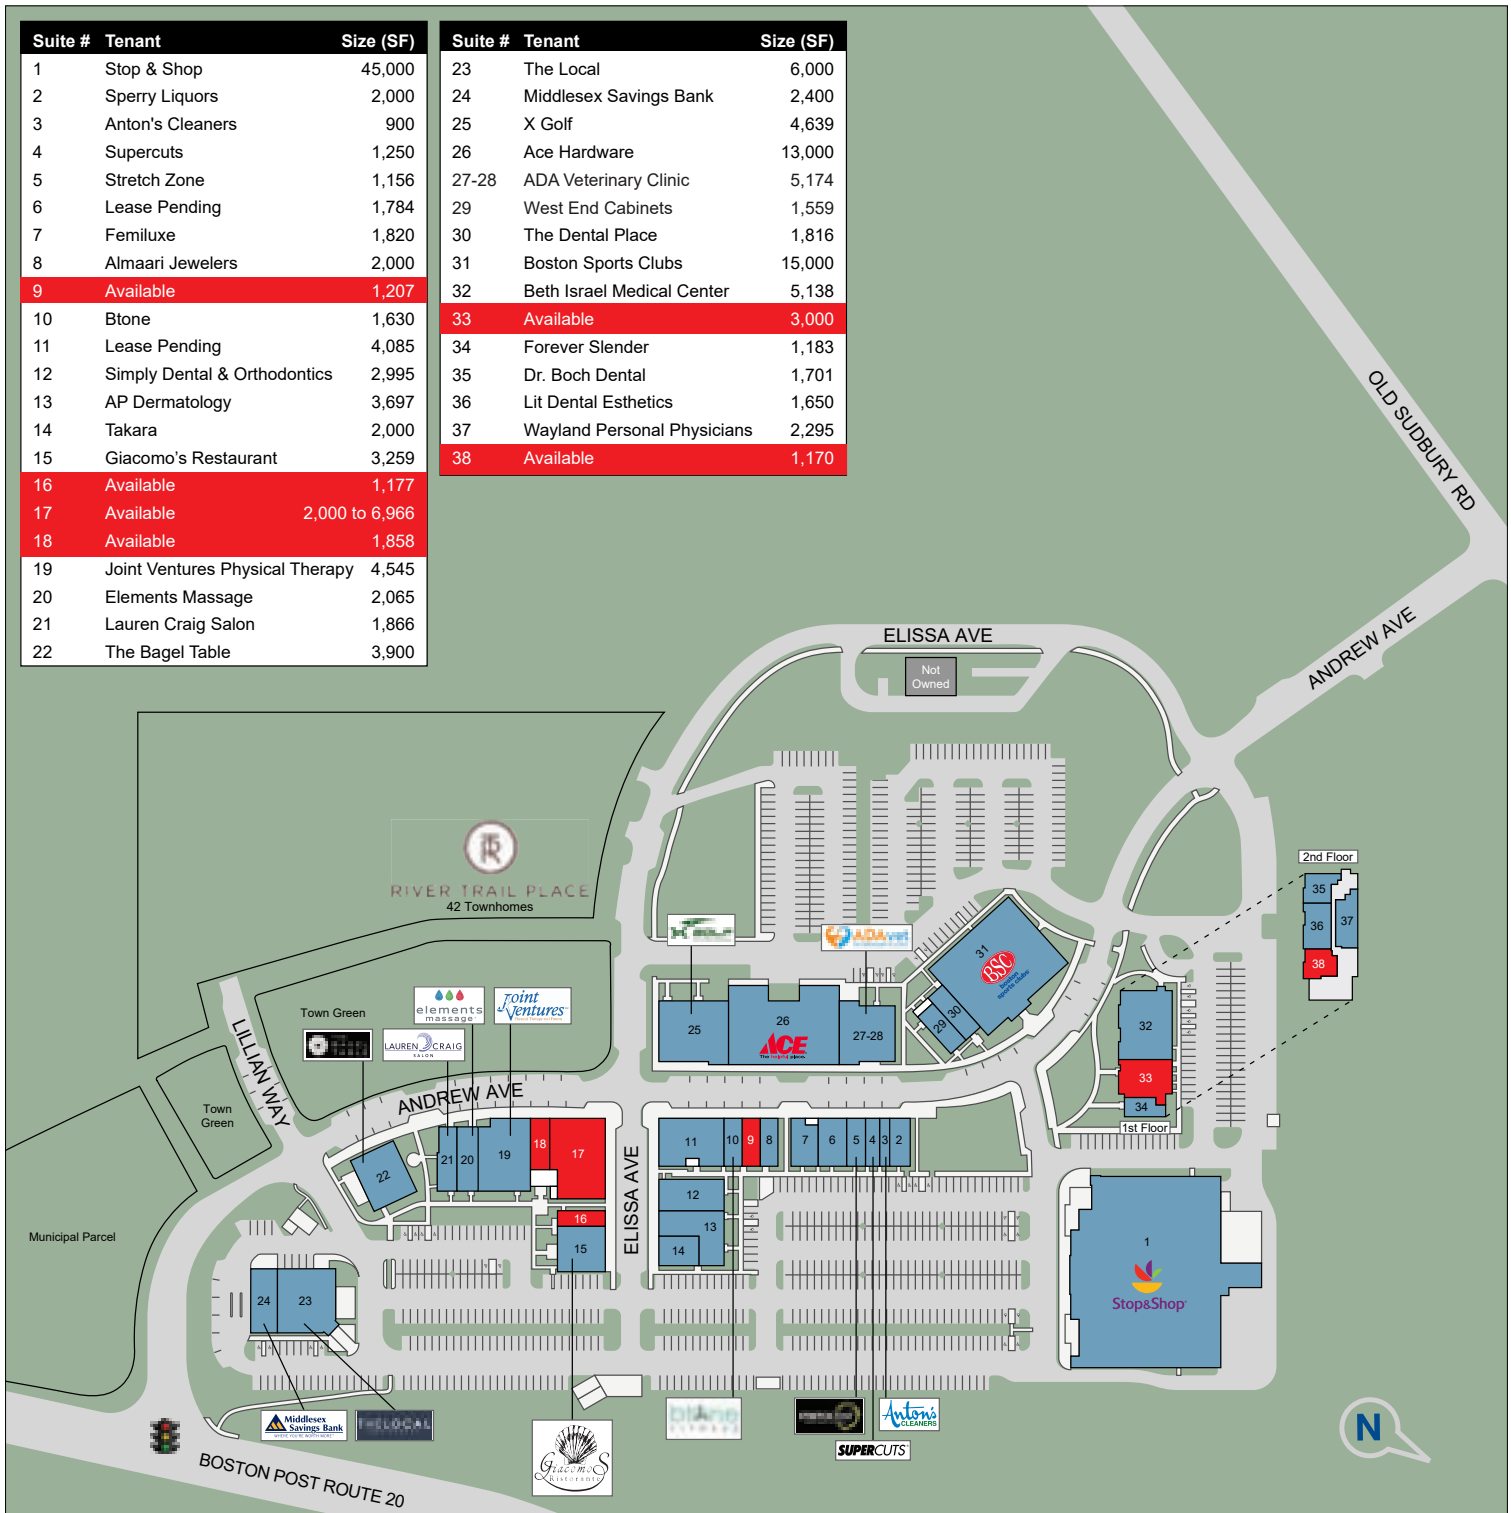 Suite # Tenant Size (SF)
1 Stop & Shop 45,000
2 Sperry Liquors 2,000
3 Anton's Cleaners 900
4 Supercuts 1,250
5 Stretch Zone 1,156
6 Lease Pending 1,784
7 Femiluxe 1,820
8 Almaari Jewelers 2,000
9 Available 1,207
10 Btone 1,630
11 Lease Pending 4,085
12 Simply Dental & Orthodontics 2,995
13 AP Dermatology 3,697
14 Takara 2,000
15 Giacomo’s Restaurant 3,259
16 Available 1,177
17 Available 2,000 to 6,966
18 Available 1,858
19 Joint Ventures Physical Therapy 4,545
20 Elements Massage 2,065
21 Lauren Craig Salon 1,866
22 The Bagel Table 3,900
Suite # Tenant Size (SF)
23 The Local 6,000
24 Middlesex Savings Bank 2,400
25 X Golf 4,639
26 Ace Hardware 13,000
27-28 ADA Veterinary Clinic 5,174
29 West End Cabinets 1,559
30 The Dental Place 1,816
31 Boston Sports Clubs 15,000
32 Beth Israel Medical Center 5,138
33 Available 3,000
34 Forever Slender 1,183
35 Dr. Boch Dental 1,701
36 Lit Dental Esthetics 1,650
37 Wayland Personal Physicians 2,295
38 Available 1,170
OLD SUDBURY RD
ANDREW AVE
ELISSA AVE
Not
Owned
RIVER TRAIL PLACE
42 Townhomes
2nd Floor
35
36
37
38
31
BSC
boston
sports clubs
30
29
25
26
ACE
The helpful place.
27-28
32
33
34
1st Floor
elements
massage
Joint
Ventures
Town Green
LAUREN CRAIG
SALON
LILLIAN WAY
ANDREW AVE
Town
Green
Municipal Parcel
22
21
20
19
18
17
16
15
ELISSA AVE
11
10
9
8
7
6
5
4
3
2
12
13
14
1
Stop&Shop
24
23
Middlesex
Savings Bank
THE LOCAL
Giacomo's
Ristorante
btone
SUPERCUTS
Anton's
CLEANERS
N
BOSTON POST ROUTE 20